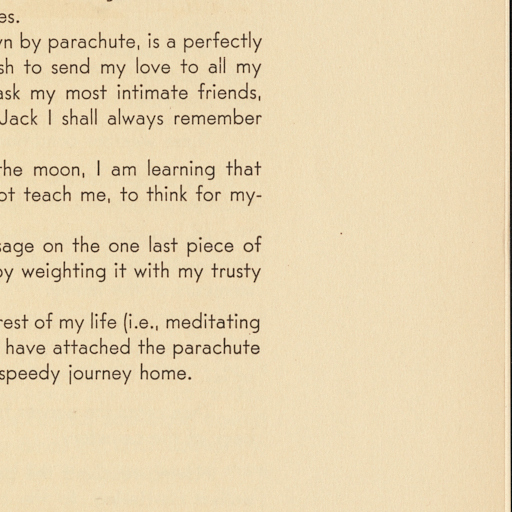 es.
n by parachute, is a perfectly
sh to send my love to all my
ask my most intimate friends,
Jack I shall always remember
the moon, I am learning that
ot teach me, to think for my-
sage on the one last piece of
by weighting it with my trusty
rest of my life (i.e., meditating
have attached the parachute
speedy journey home.